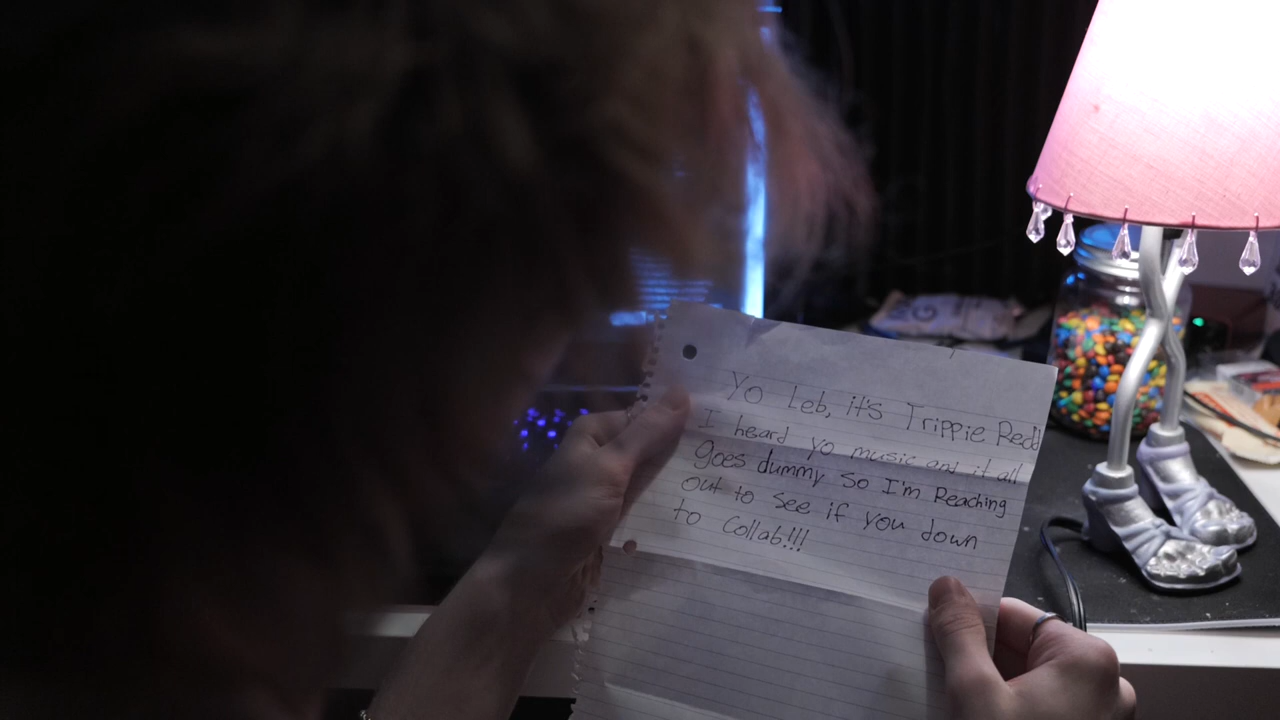 Yo Leb, it's Trippie Redd
I heard yo music and it all
goes dummy so I'm Reaching
out to see if you down
to Collab!!!